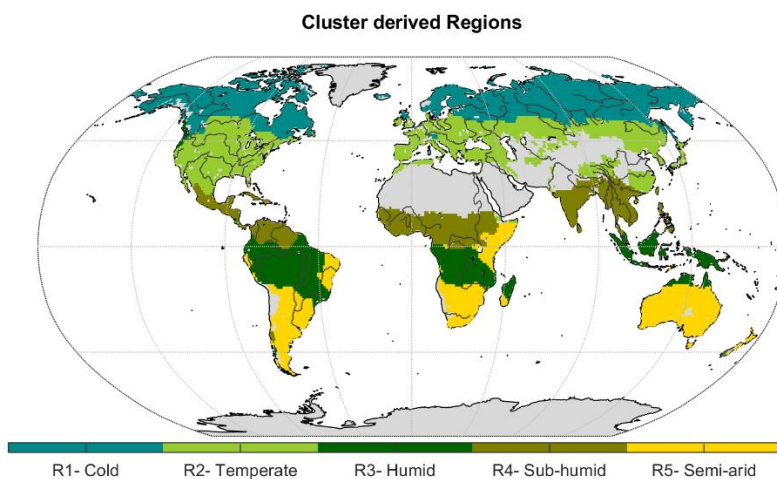 Cluster derived Regions
R1- Cold R2- Temperate R3- Humid R4- Sub-humid R5- Semi-arid